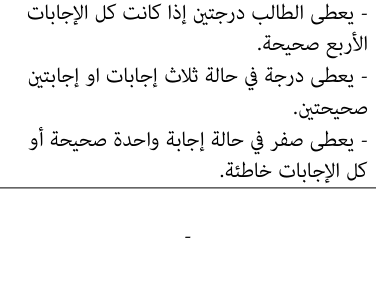 - يعطى الطالب درجتين إذا كانت كل الإجابات
الأربع صحيحة.
- يعطى درجة في حالة ثلاث إجابات او إجابتين
صحيحتين.
- يعطى صفر في حالة إجابة واحدة صحيحة أو
كل الإجابات خاطئة.
-